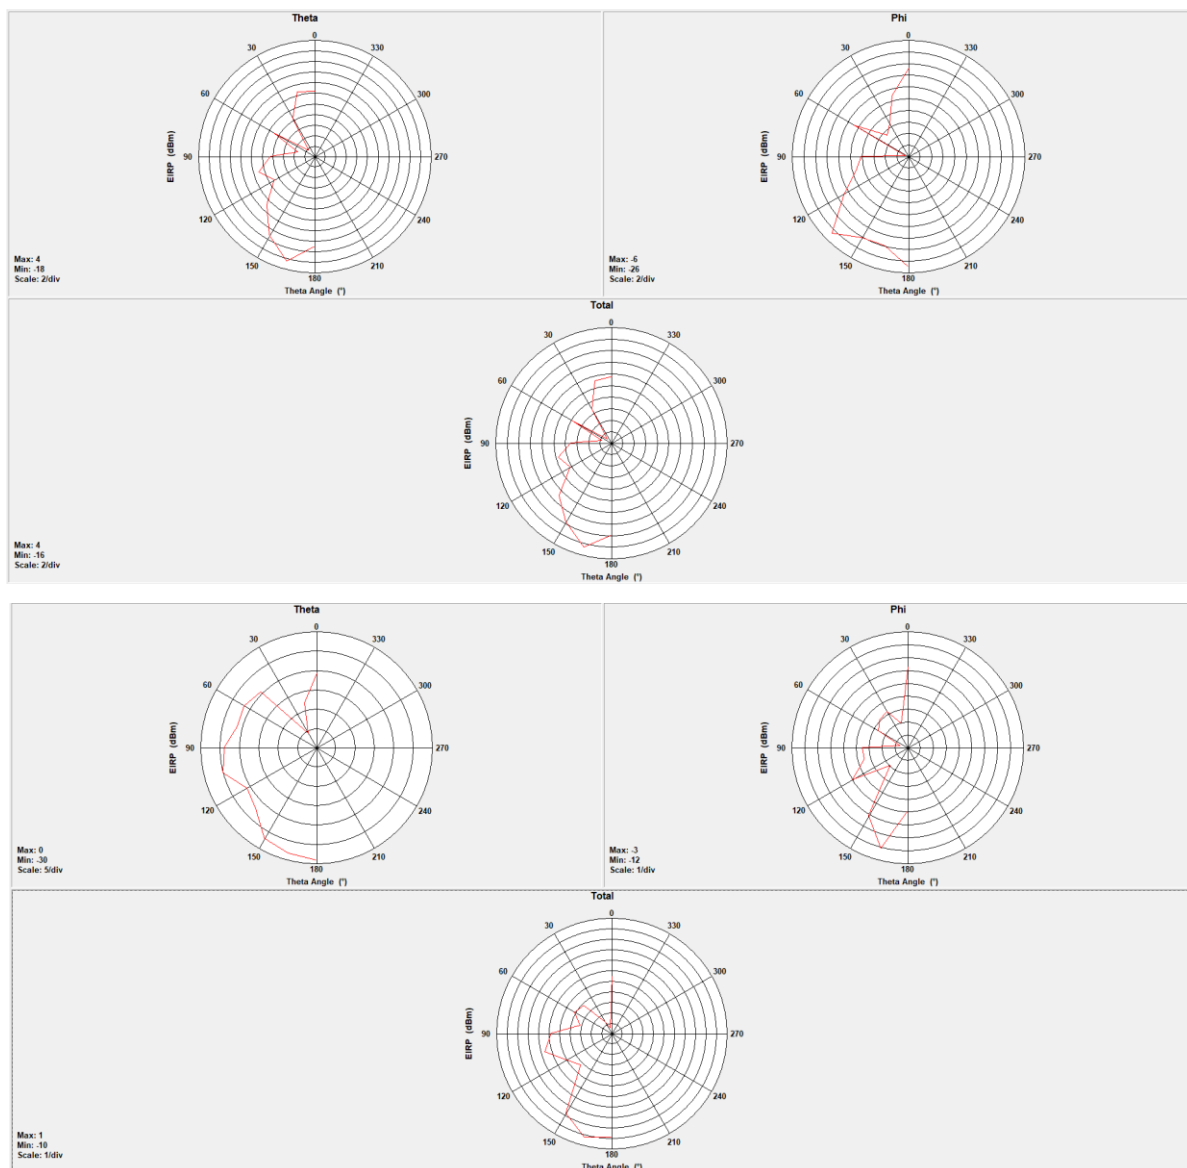 Theta
0
30
330
60
300
90
270
120
240
150
210
180
EIRP (dBm)
Max: 4
Min: -18
Scale: 2/div
Theta Angle (°)
Phi
0
30
330
60
300
90
270
120
240
150
210
180
EIRP (dBm)
Max: -6
Min: -26
Scale: 2/div
Theta Angle (°)
Total
0
30
330
60
300
90
270
120
240
150
210
180
EIRP (dBm)
Max: 4
Min: -16
Scale: 2/div
Theta Angle (°)
Theta
0
30
330
60
300
90
270
120
240
150
210
180
EIRP (dBm)
Max: 0
Min: -30
Scale: 5/div
Theta Angle (°)
Phi
0
30
330
60
300
90
270
120
240
150
210
180
EIRP (dBm)
Max: -3
Min: -12
Scale: 1/div
Theta Angle (°)
Total
0
30
330
60
300
90
270
120
240
150
210
180
EIRP (dBm)
Max: 1
Min: -10
Scale: 1/div
Theta Angle (°)